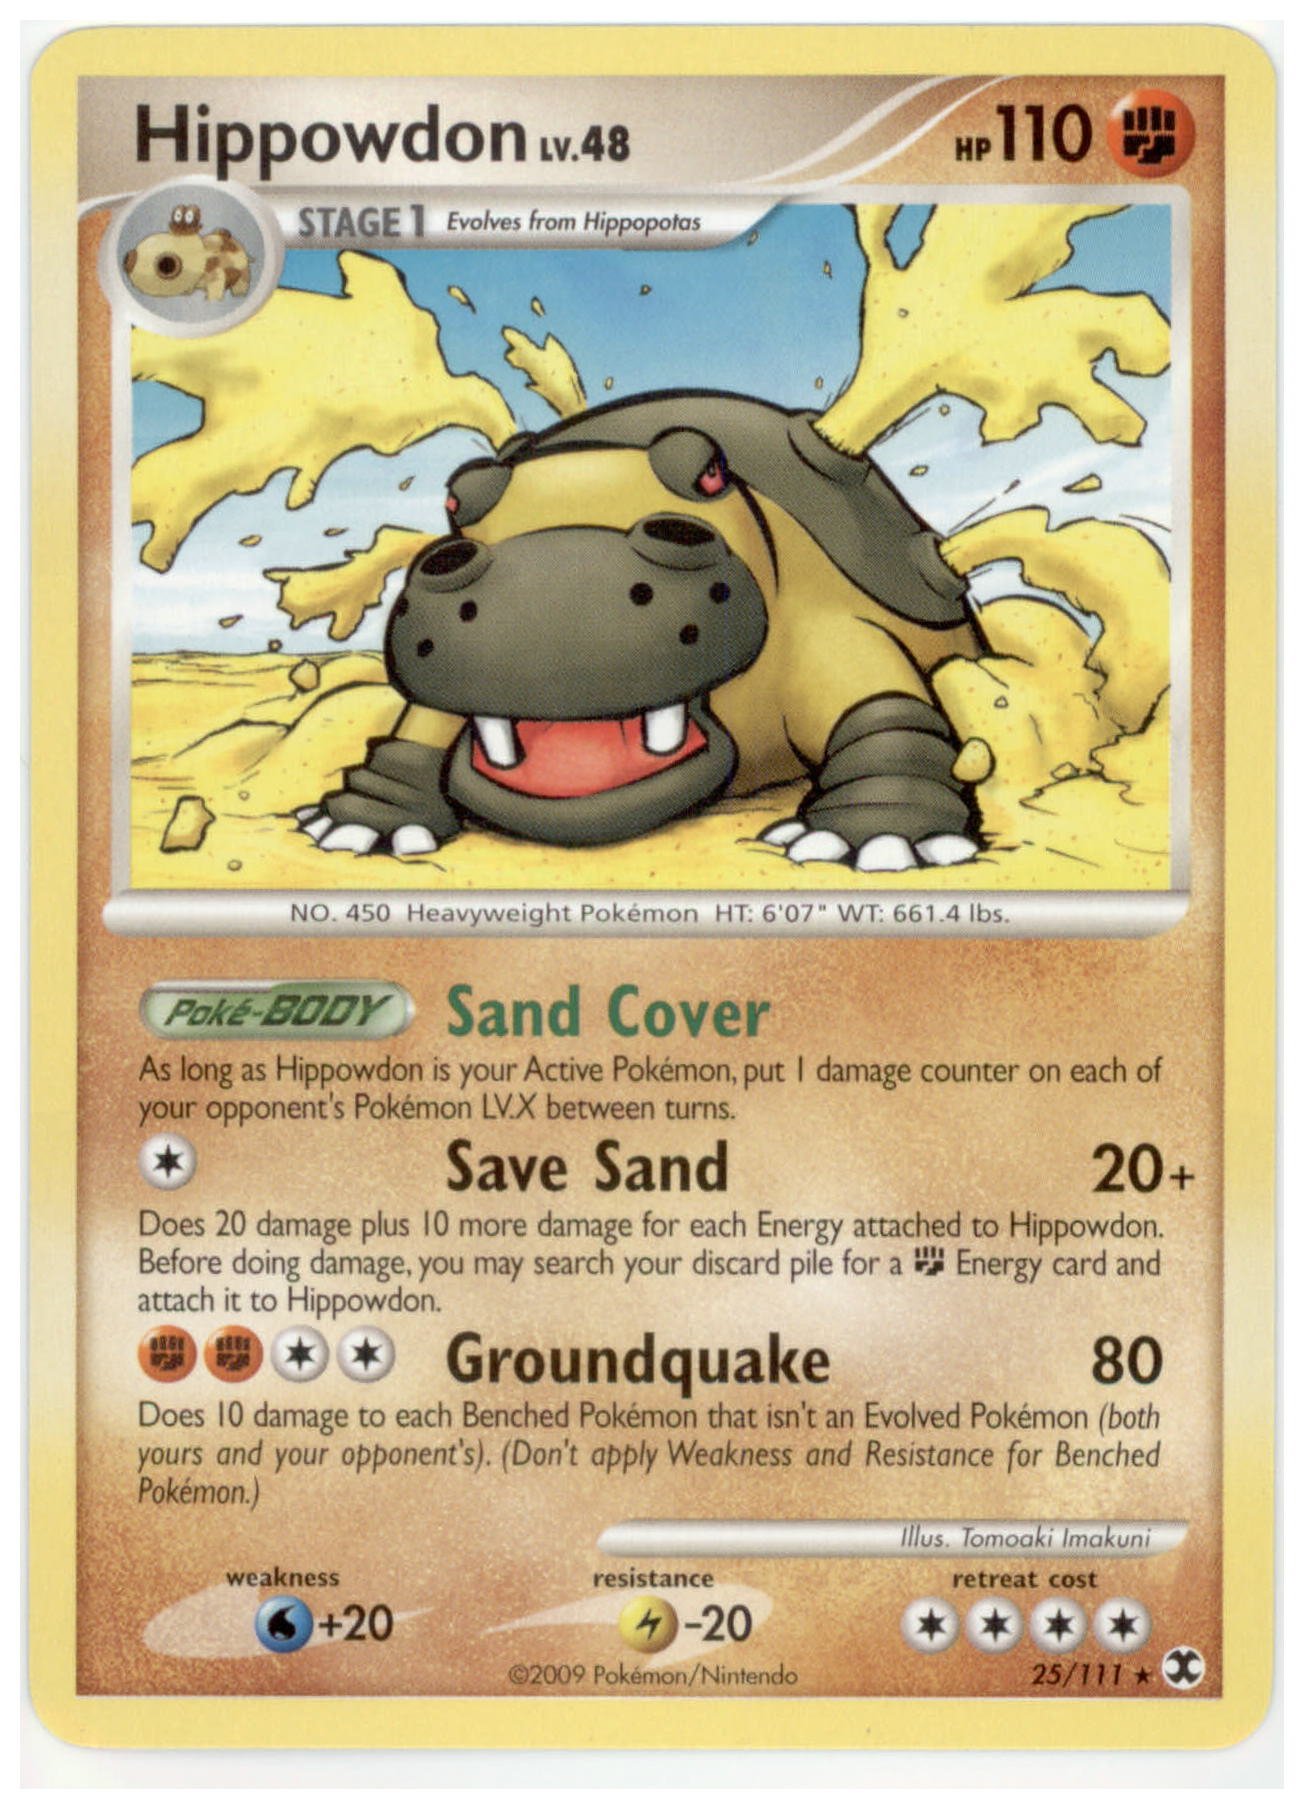 Hippowdon LV.48
HP 110
STAGE 1 Evolves from Hippopotas
NO. 450 Heavyweight Pokémon HT: 6'07" WT: 661.4 lbs.
Poké-BODY Sand Cover
As long as Hippowdon is your Active Pokémon, put 1 damage counter on each of
your opponent's Pokémon LV.X between turns.
Save Sand 20+
Does 20 damage plus 10 more damage for each Energy attached to Hippowdon.
Before doing damage, you may search your discard pile for a Energy card and
attach it to Hippowdon.
Groundquake 80
Does 10 damage to each Benched Pokémon that isn't an Evolved Pokémon (both
yours and your opponent's). (Don't apply Weakness and Resistance for Benched
Pokémon.)
Illus. Tomoaki Imakuni
weakness resistance retreat cost
+20 -20
©2009 Pokémon/Nintendo 25/111